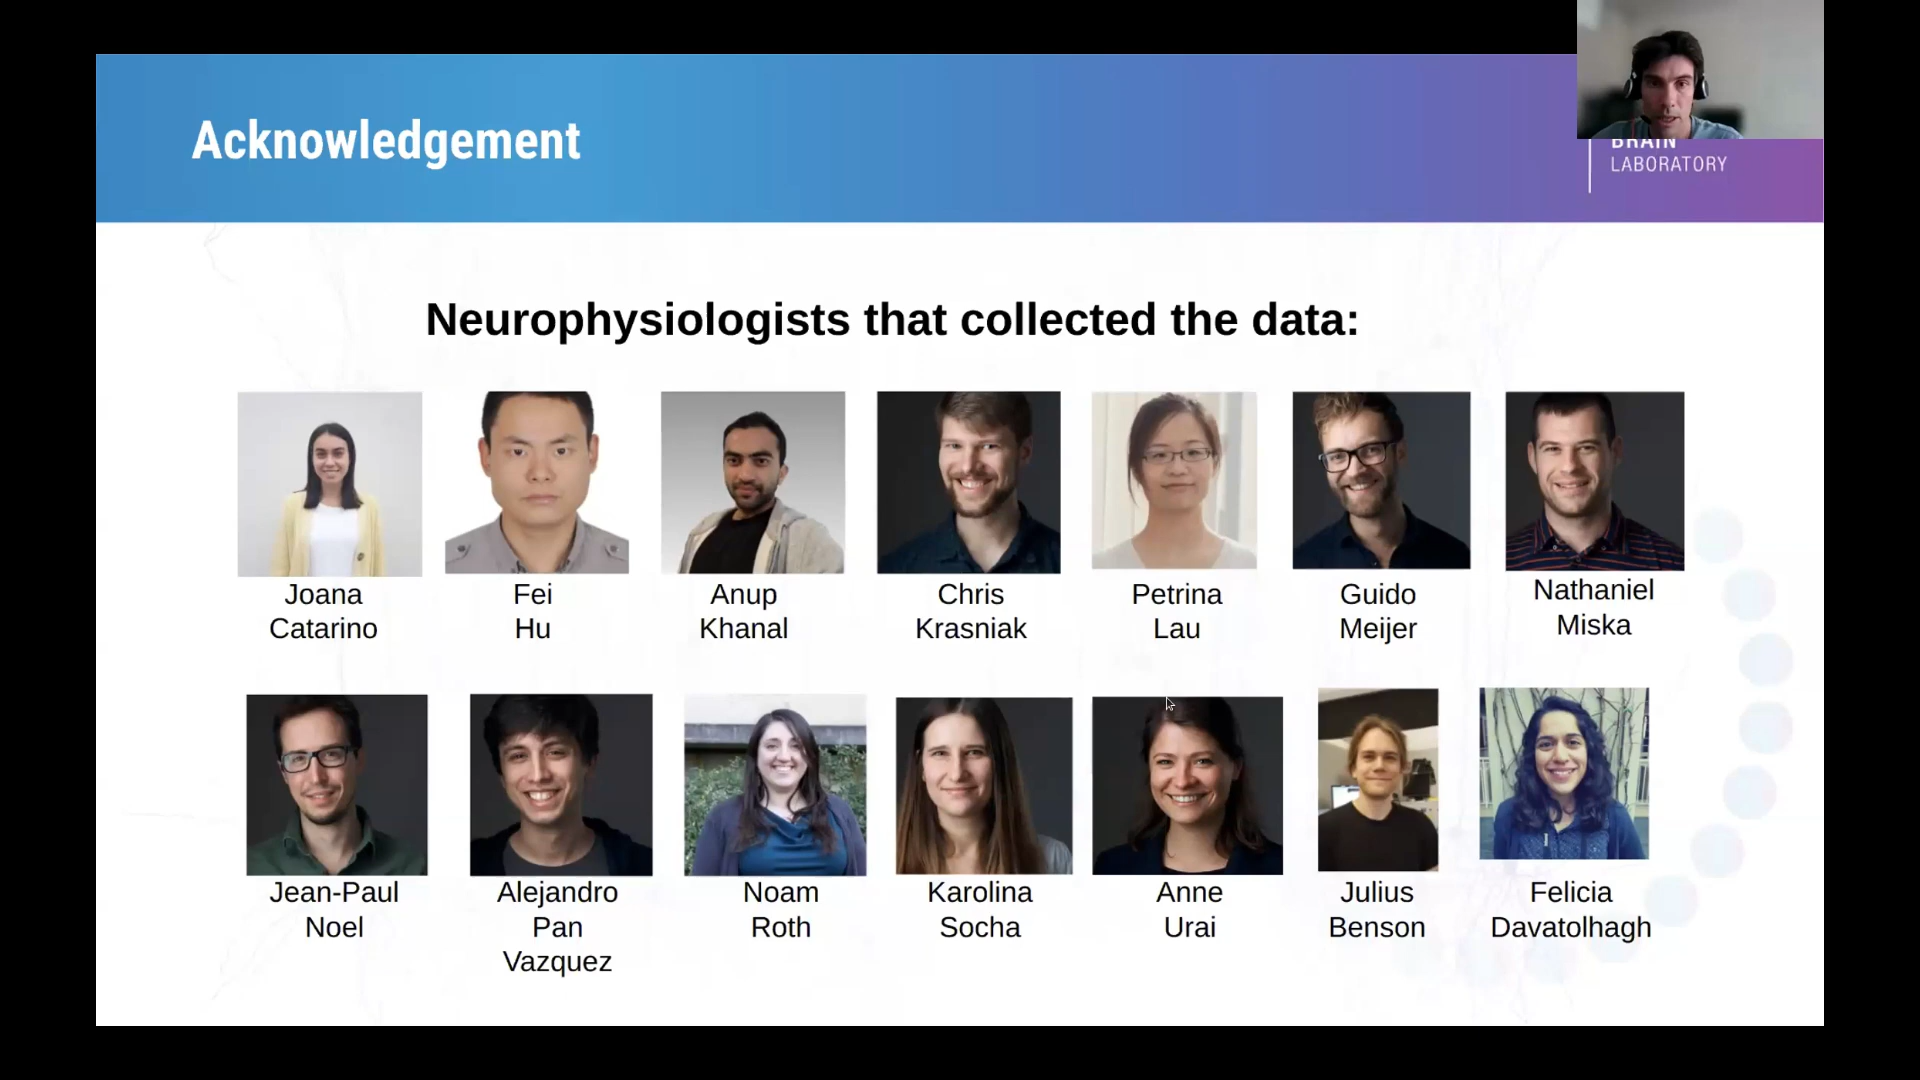 Acknowledgement
BRAIN
LABORATORY
Neurophysiologists that collected the data:
Joana
Catarino
Fei
Hu
Anup
Khanal
Chris
Krasniak
Petrina
Lau
Guido
Meijer
Nathaniel
Miska
Jean-Paul
Noel
Alejandro
Pan
Vazquez
Noam
Roth
Karolina
Socha
Anne
Urai
Julius
Benson
Felicia
Davatolhagh